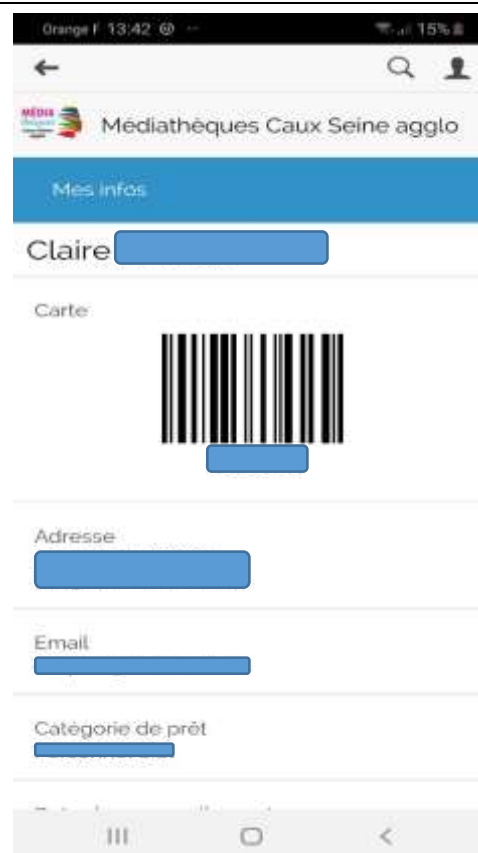 Orange F 13:42
15%
Médiathèques Caux Seine agglo
Mes infos
Claire
Carte
Adresse
Email
Catégorie de prêt